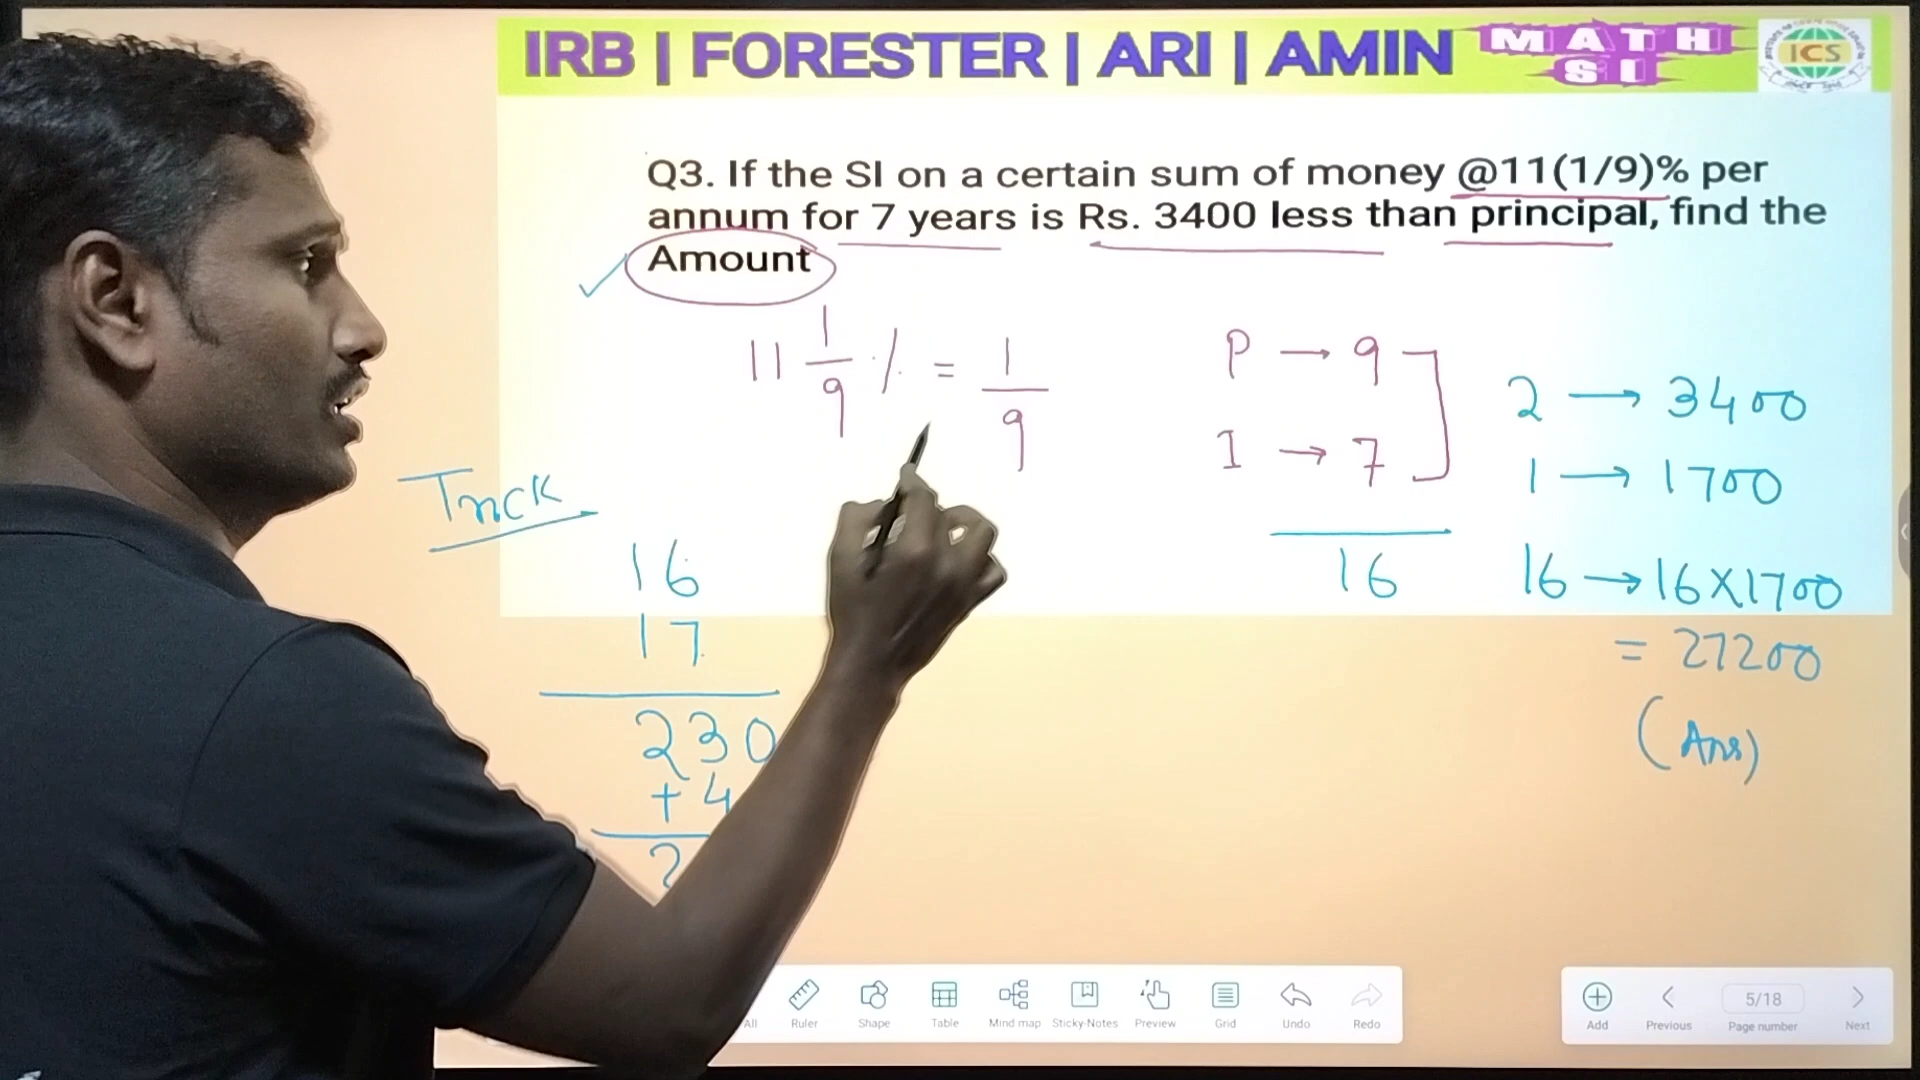 IRB | FORESTER | ARI | AMIN
MATH
SI
ICS
Q3. If the SI on a certain sum of money @11(1/9)% per
annum for 7 years is Rs. 3400 less than principal, find the
Amount
11 1/9 % = 1/9
P → 9
I → 7
16
2 → 3400
1 → 1700
16 → 16X1700
= 27200
(Ans)
Trick
16
17
230
+ 4
2
All Ruler Shape Table Mind map Sticky-Notes Preview Grid Undo Redo
Add Previous 5/18 Page number Next